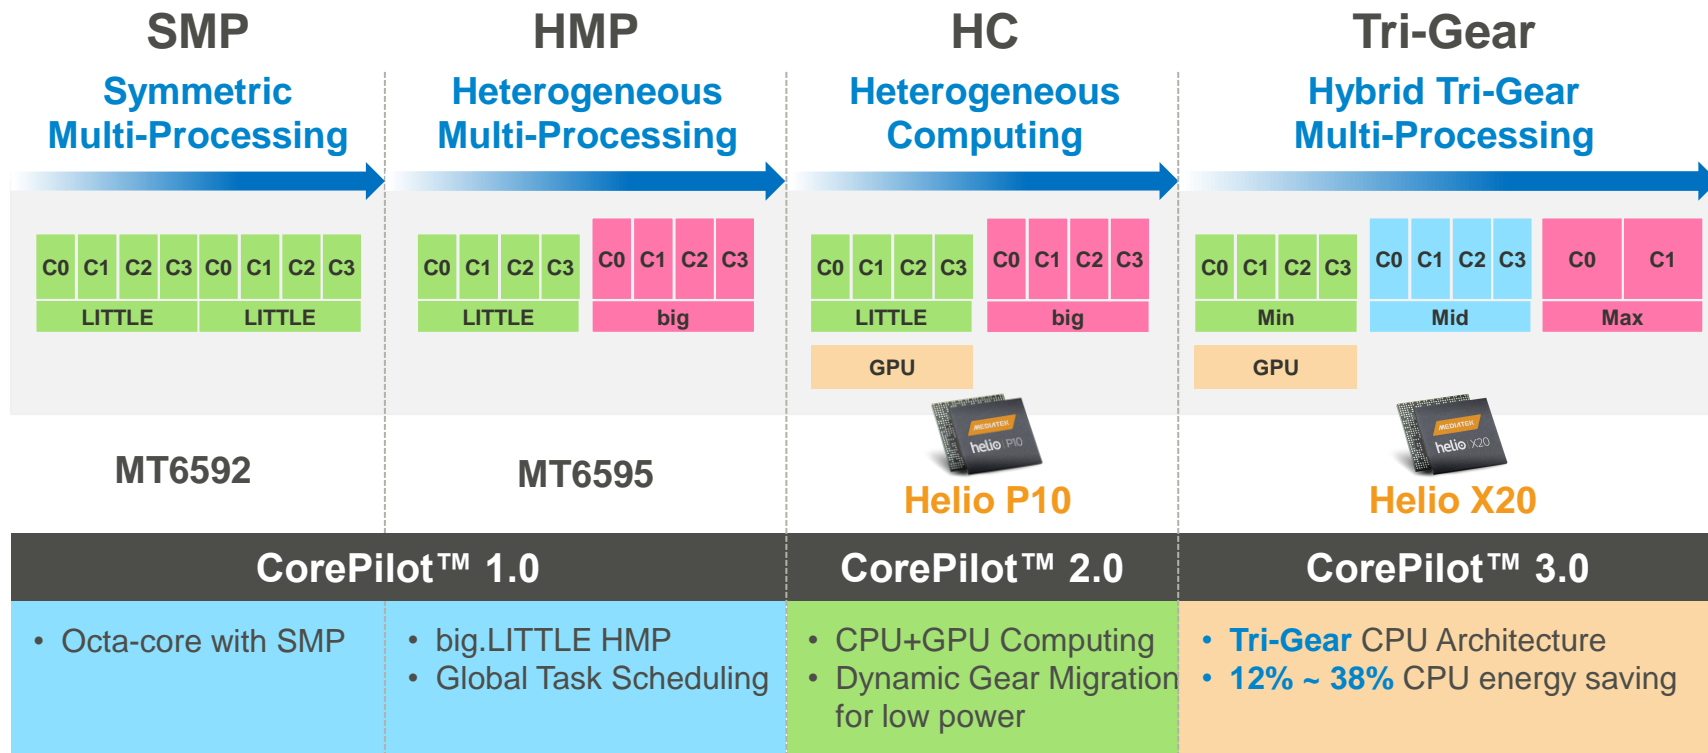 SMP
HMP
HC
Tri-Gear
Symmetric
Multi-Processing
Heterogeneous
Multi-Processing
Heterogeneous
Computing
Hybrid Tri-Gear
Multi-Processing
C0 C1 C2 C3 C0 C1 C2 C3
LITTLE LITTLE
C0 C1 C2 C3
LITTLE
C0 C1 C2 C3
big
C0 C1 C2 C3
LITTLE
C0 C1 C2 C3
big
GPU
C0 C1 C2 C3
Min
C0 C1 C2 C3
Mid
C0 C1
Max
GPU
MT6592
MT6595
MEDIATEK
helio P10
Helio P10
MEDIATEK
helio X20
Helio X20
CorePilot™ 1.0
CorePilot™ 2.0
CorePilot™ 3.0
• Octa-core with SMP
• big.LITTLE HMP
• Global Task Scheduling
• CPU+GPU Computing
• Dynamic Gear Migration
for low power
• Tri-Gear CPU Architecture
• 12% ~ 38% CPU energy saving